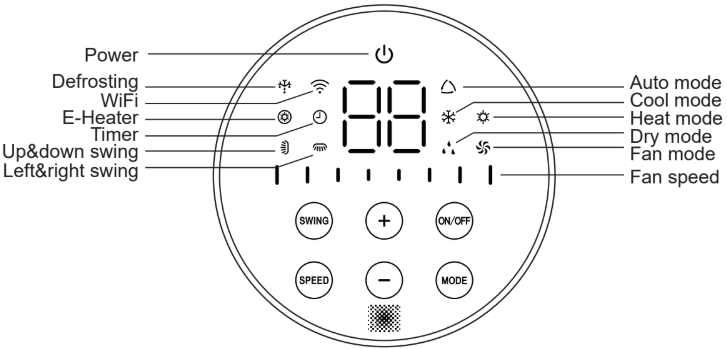 Power
Defrosting
WiFi
E-Heater
Timer
Up&down swing
Left&right swing
88
Auto mode
Cool mode
Heat mode
Dry mode
Fan mode
Fan speed
SWING
+
ON/OFF
SPEED
−
MODE